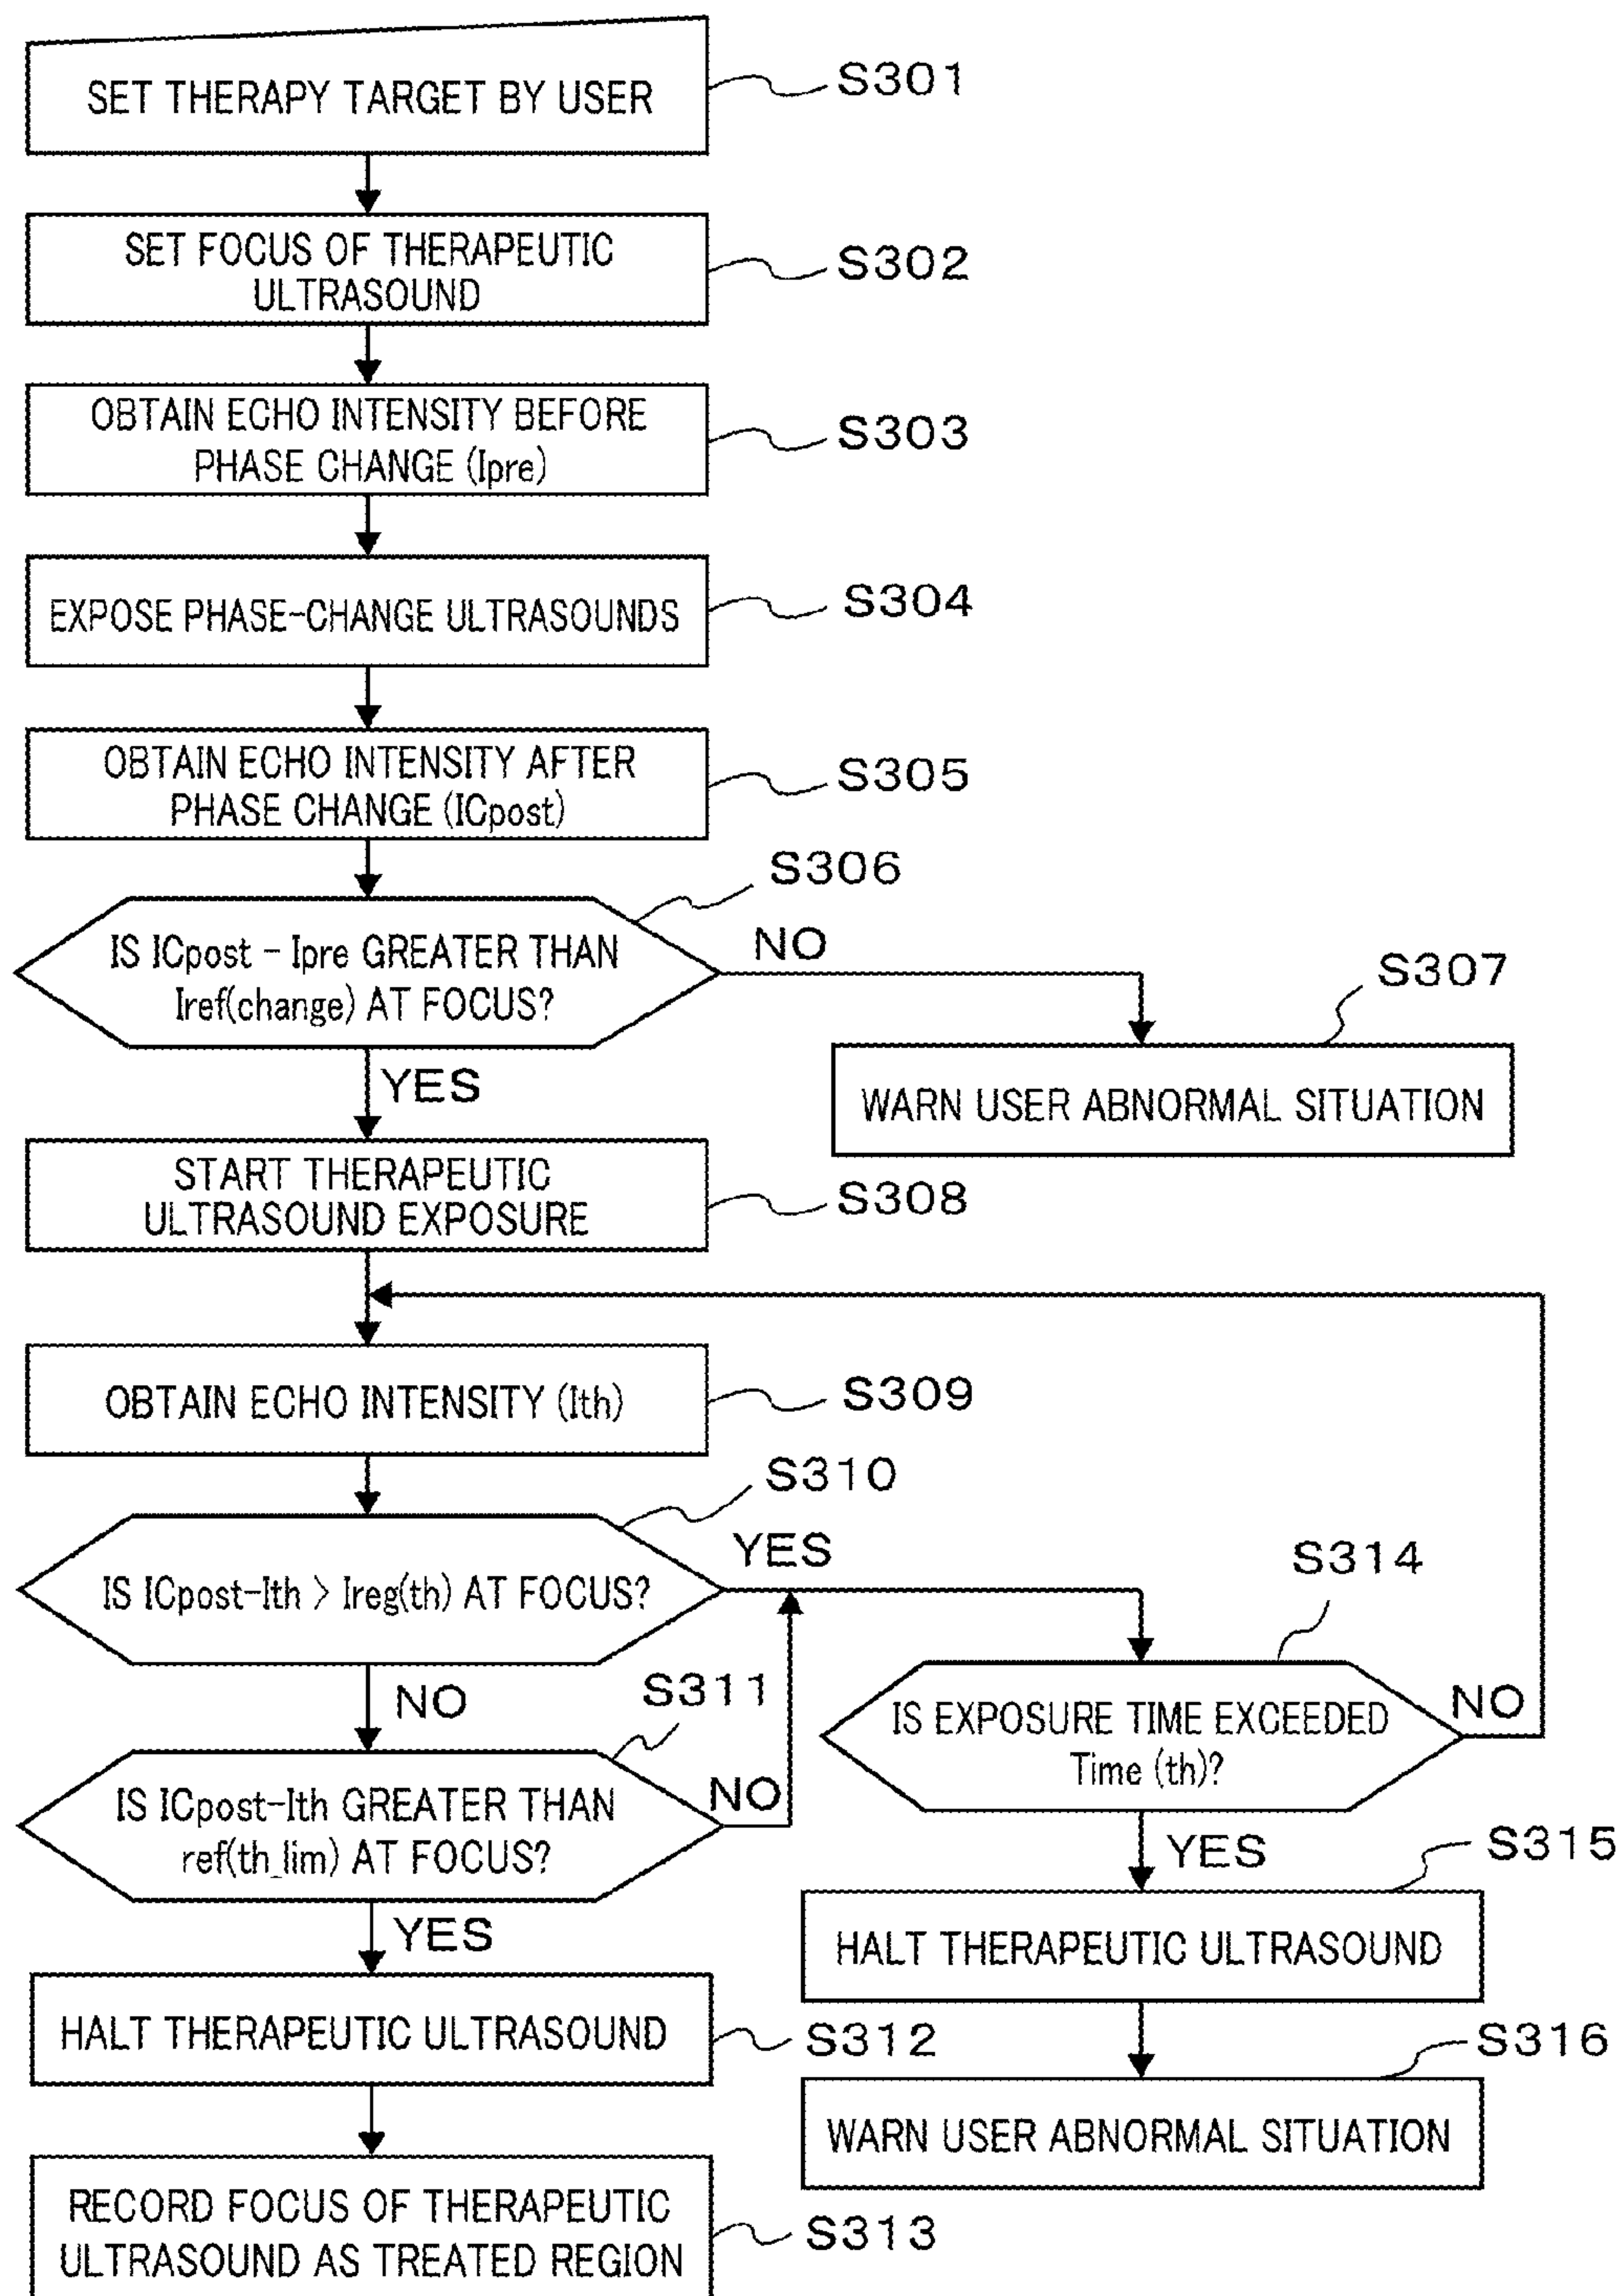 SET THERAPY TARGET BY USER
S301
SET FOCUS OF THERAPEUTIC
ULTRASOUND
S302
OBTAIN ECHO INTENSITY BEFORE
PHASE CHANGE (Ipre)
S303
EXPOSE PHASE-CHANGE ULTRASOUNDS
S304
OBTAIN ECHO INTENSITY AFTER
PHASE CHANGE (ICpost)
S305
S306
IS ICpost - Ipre GREATER THAN
Iref(change) AT FOCUS?
NO
S307
WARN USER ABNORMAL SITUATION
YES
START THERAPEUTIC
ULTRASOUND EXPOSURE
S308
OBTAIN ECHO INTENSITY (Ith)
S309
S310
IS ICpost-Ith > Ireg(th) AT FOCUS?
YES
S314
NO
S311
IS EXPOSURE TIME EXCEEDED
Time (th)?
NO
IS ICpost-Ith GREATER THAN
ref(th_lim) AT FOCUS?
NO
YES
S315
YES
HALT THERAPEUTIC ULTRASOUND
HALT THERAPEUTIC ULTRASOUND
S312
S316
WARN USER ABNORMAL SITUATION
RECORD FOCUS OF THERAPEUTIC
ULTRASOUND AS TREATED REGION
S313